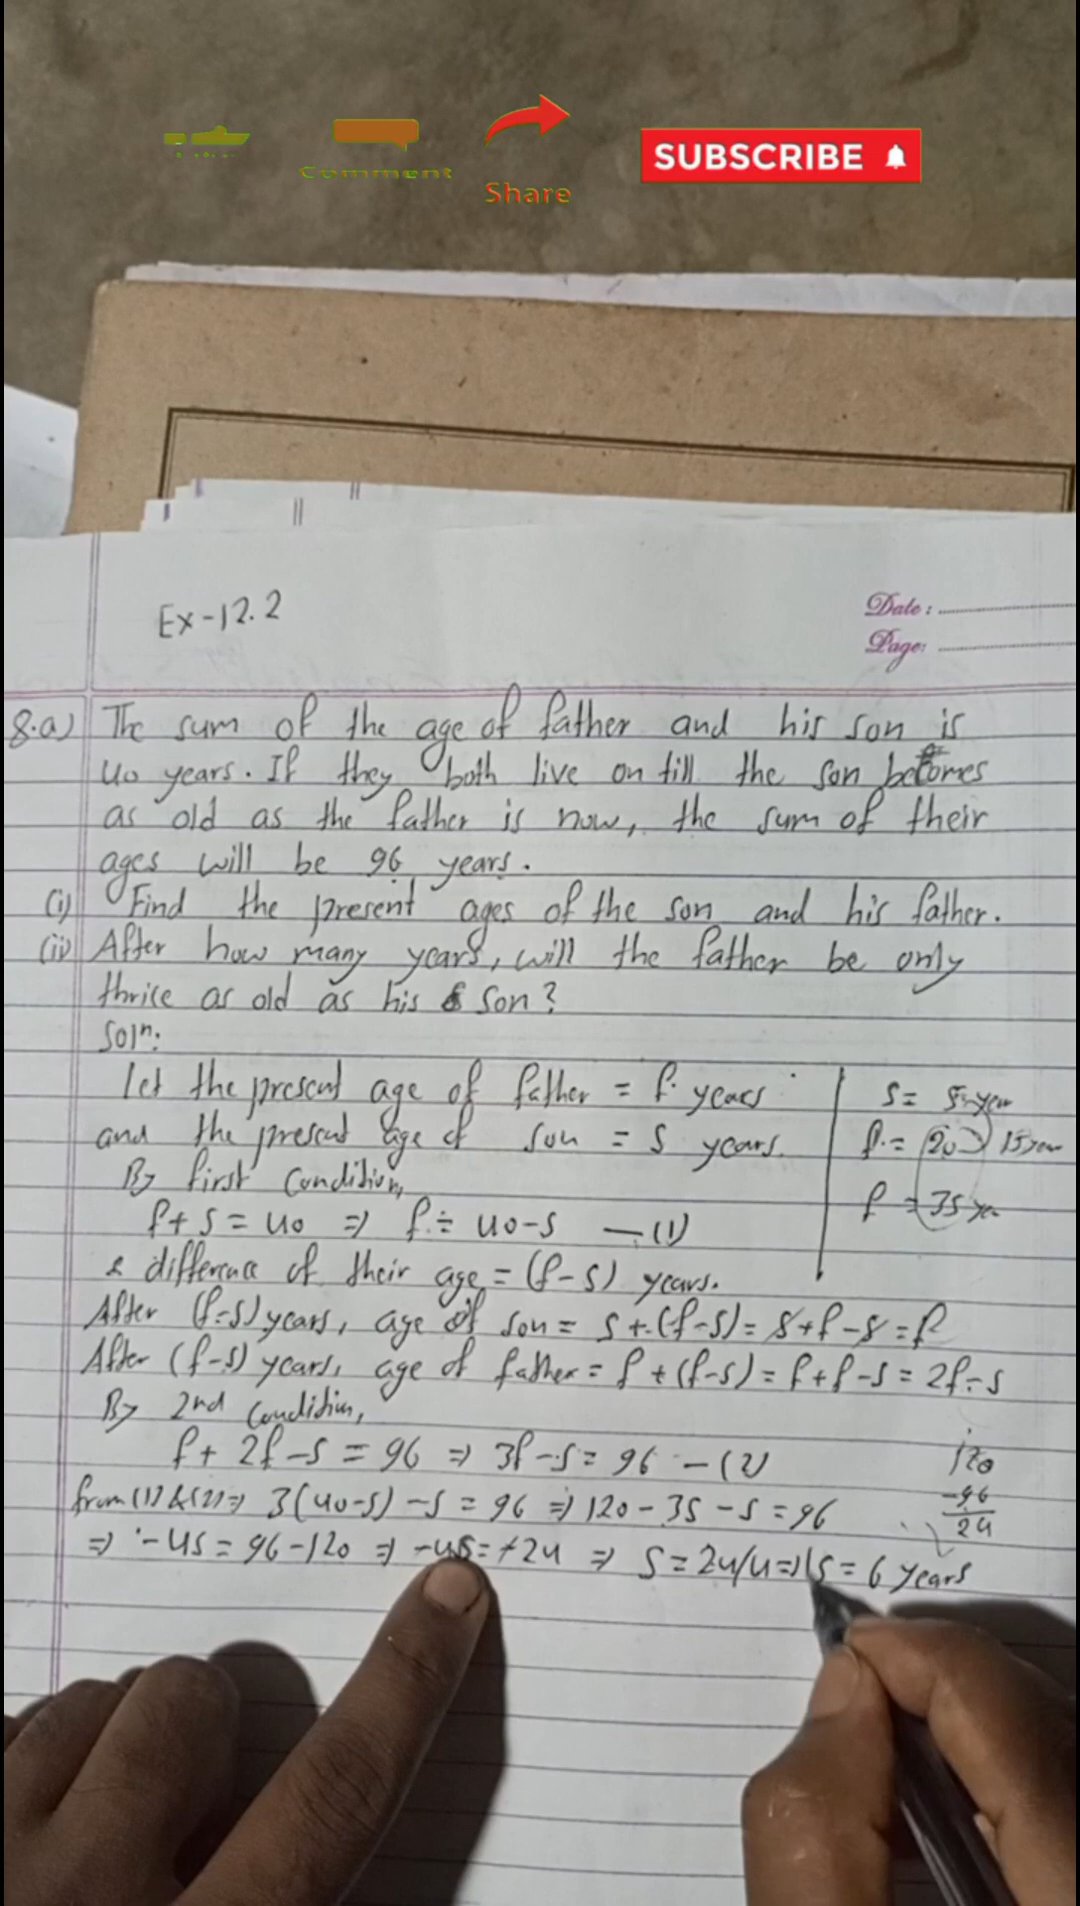 Comment
Share
SUBSCRIBE
Ex-12.2
Date:
Page:
8.a) The sum of the age of father and his son is
40 years. If they both live on till the son becomes
as old as the father is now, the sum of their
ages will be 96 years.
(i) Find the present ages of the son and his father.
(ii) After how many years, will the father be only
thrice as old as his son?
Soln:
let the present age of father = f years
and the present age of son = s years.
By first condition,
f + s = 40 ⇒ f = 40-s —(1)
& difference of their age = (f-s) years.
After (f-s) years, age of son = s + (f-s) = s+f-s = f
After (f-s) years, age of father = f + (f-s) = f+f-s = 2f-s
By 2nd condition,
f + 2f -s = 96 ⇒ 3f -s = 96 -(2)
from (1) & (2) ⇒ 3(40-s) -s = 96 ⇒ 120 - 3s - s = 96
⇒ -4s = 96-120 ⇒ -4s = -24 ⇒ s = 24/4 ⇒ s = 6 years
s = 5 year
f = 20 15 year
f = 35 yea
120
-96
24